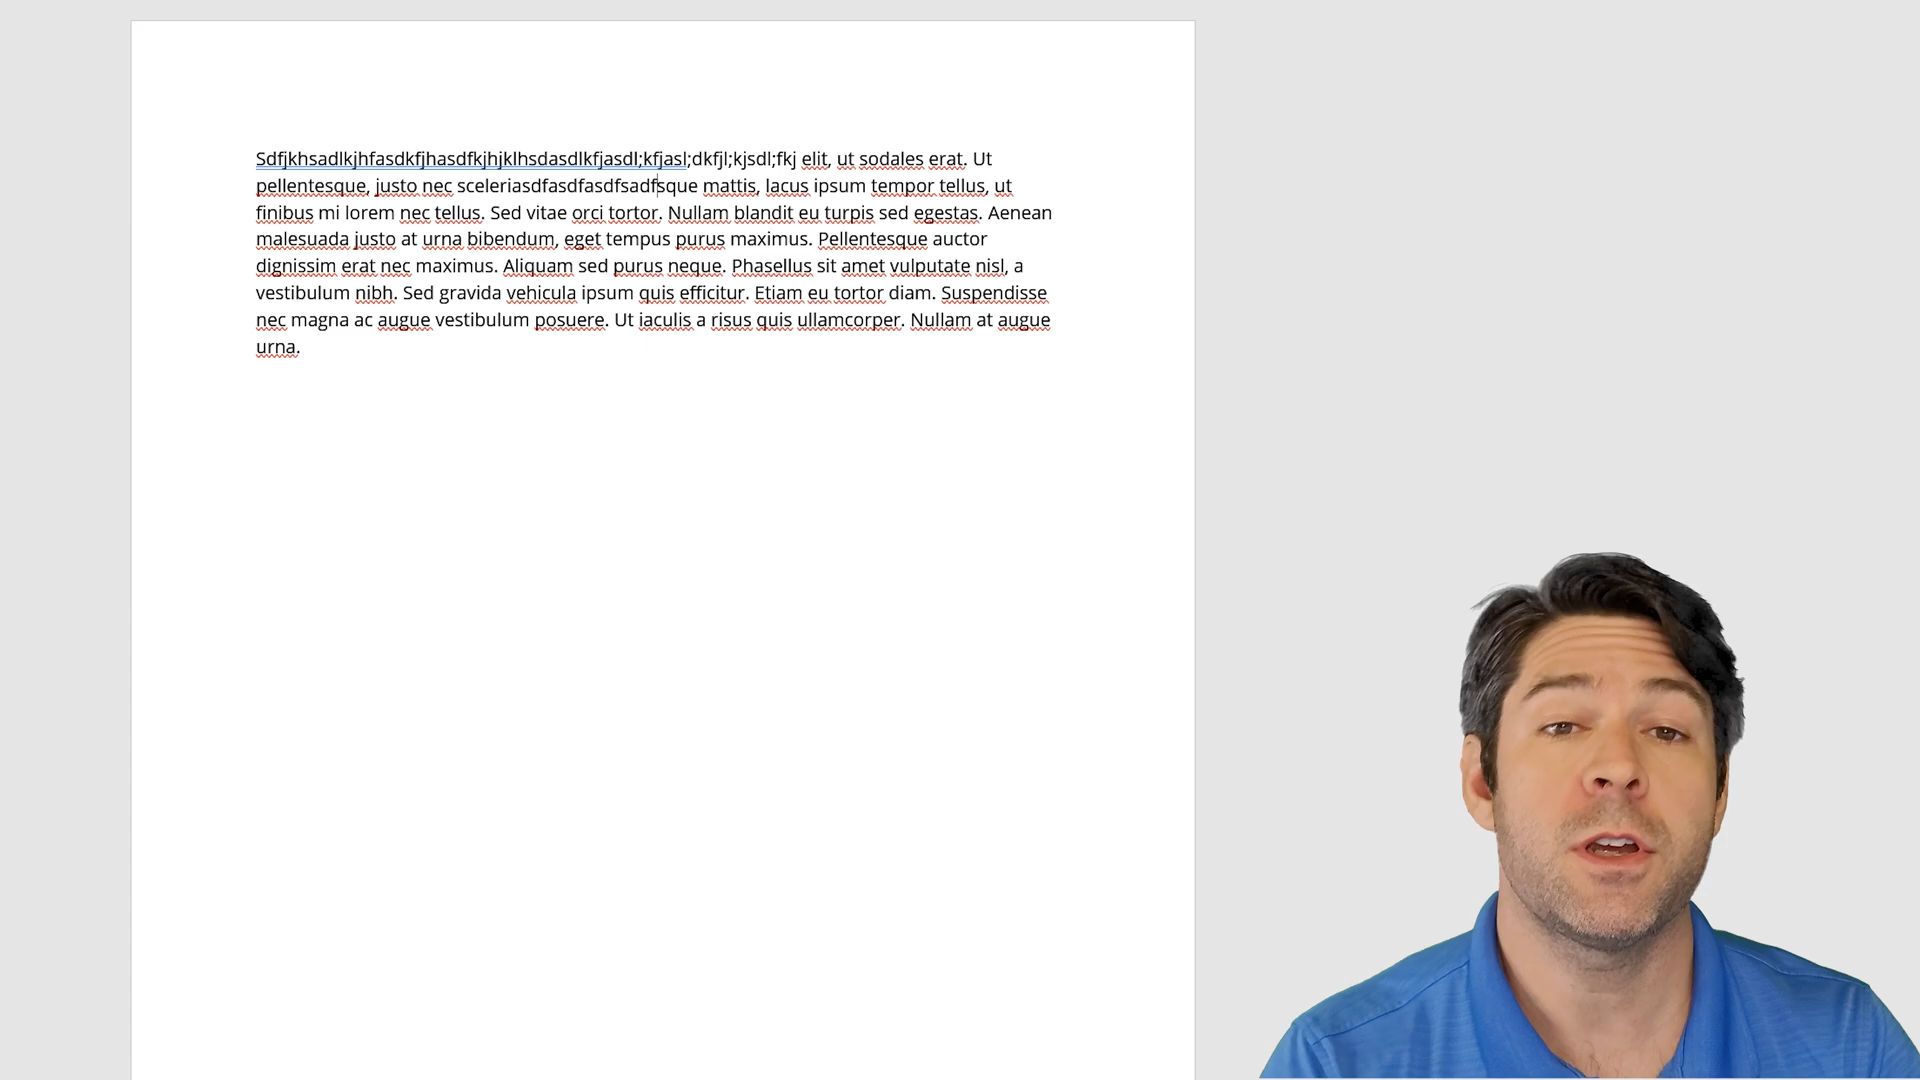 Sdfjkhsadlkjhfasdkfjhasdfkjhjklhsdasdlkfjasdl;kfjasl;dkfjl;kjsdl;fkj elit, ut sodales erat. Ut
pellentesque, justo nec sceleriasdfasdfasdfsadfsque mattis, lacus ipsum tempor tellus, ut
finibus mi lorem nec tellus. Sed vitae orci tortor. Nullam blandit eu turpis sed egestas. Aenean
malesuada justo at urna bibendum, eget tempus purus maximus. Pellentesque auctor
dignissim erat nec maximus. Aliquam sed purus neque. Phasellus sit amet vulputate nisl, a
vestibulum nibh. Sed gravida vehicula ipsum quis efficitur. Etiam eu tortor diam. Suspendisse
nec magna ac augue vestibulum posuere. Ut iaculis a risus quis ullamcorper. Nullam at augue
urna.